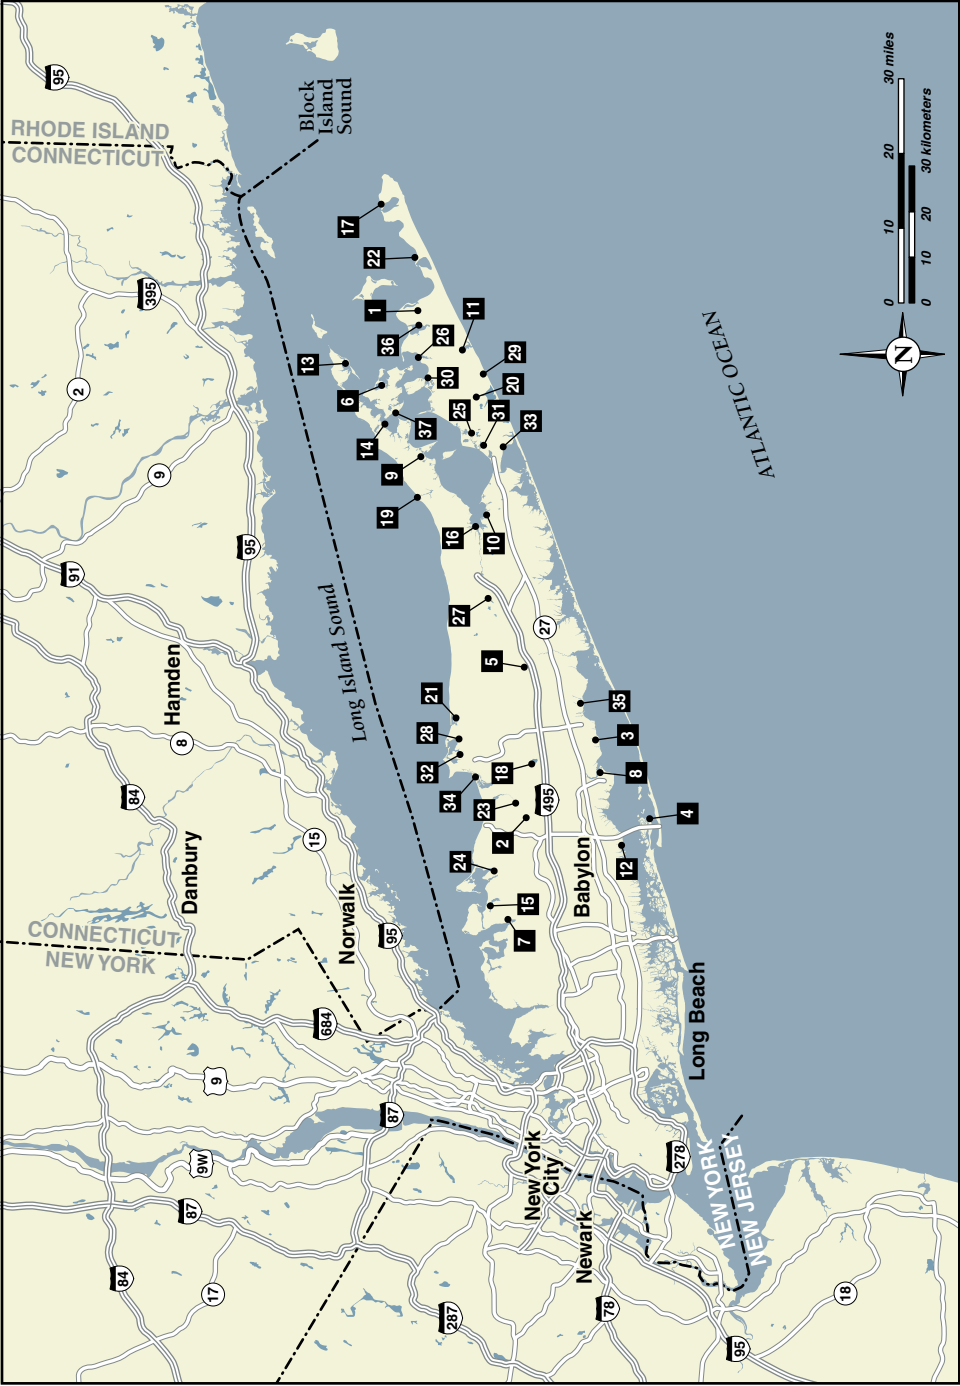 CONNECTICUT
NEW YORK
RHODE ISLAND
CONNECTICUT
95
2
91
395
84
84
9
Hamden
8
Danbury
87
9W
9
17
95
15
684
Norwalk
95
87
Long Island Sound
Block
Island
Sound
287
13
6
17
14
22
1
9
19
36
37
21
28
32
34
24
16
27
26
30
25
11
23
18
5
2
15
7
10
31
20
29
33
New York
City
495
27
Newark
Babylon
78
35
3
8
12
4
278
Long Beach
NEW YORK
NEW JERSEY
95
ATLANTIC OCEAN
18
N
0
10
20
30 miles
0
10
20
30 kilometers